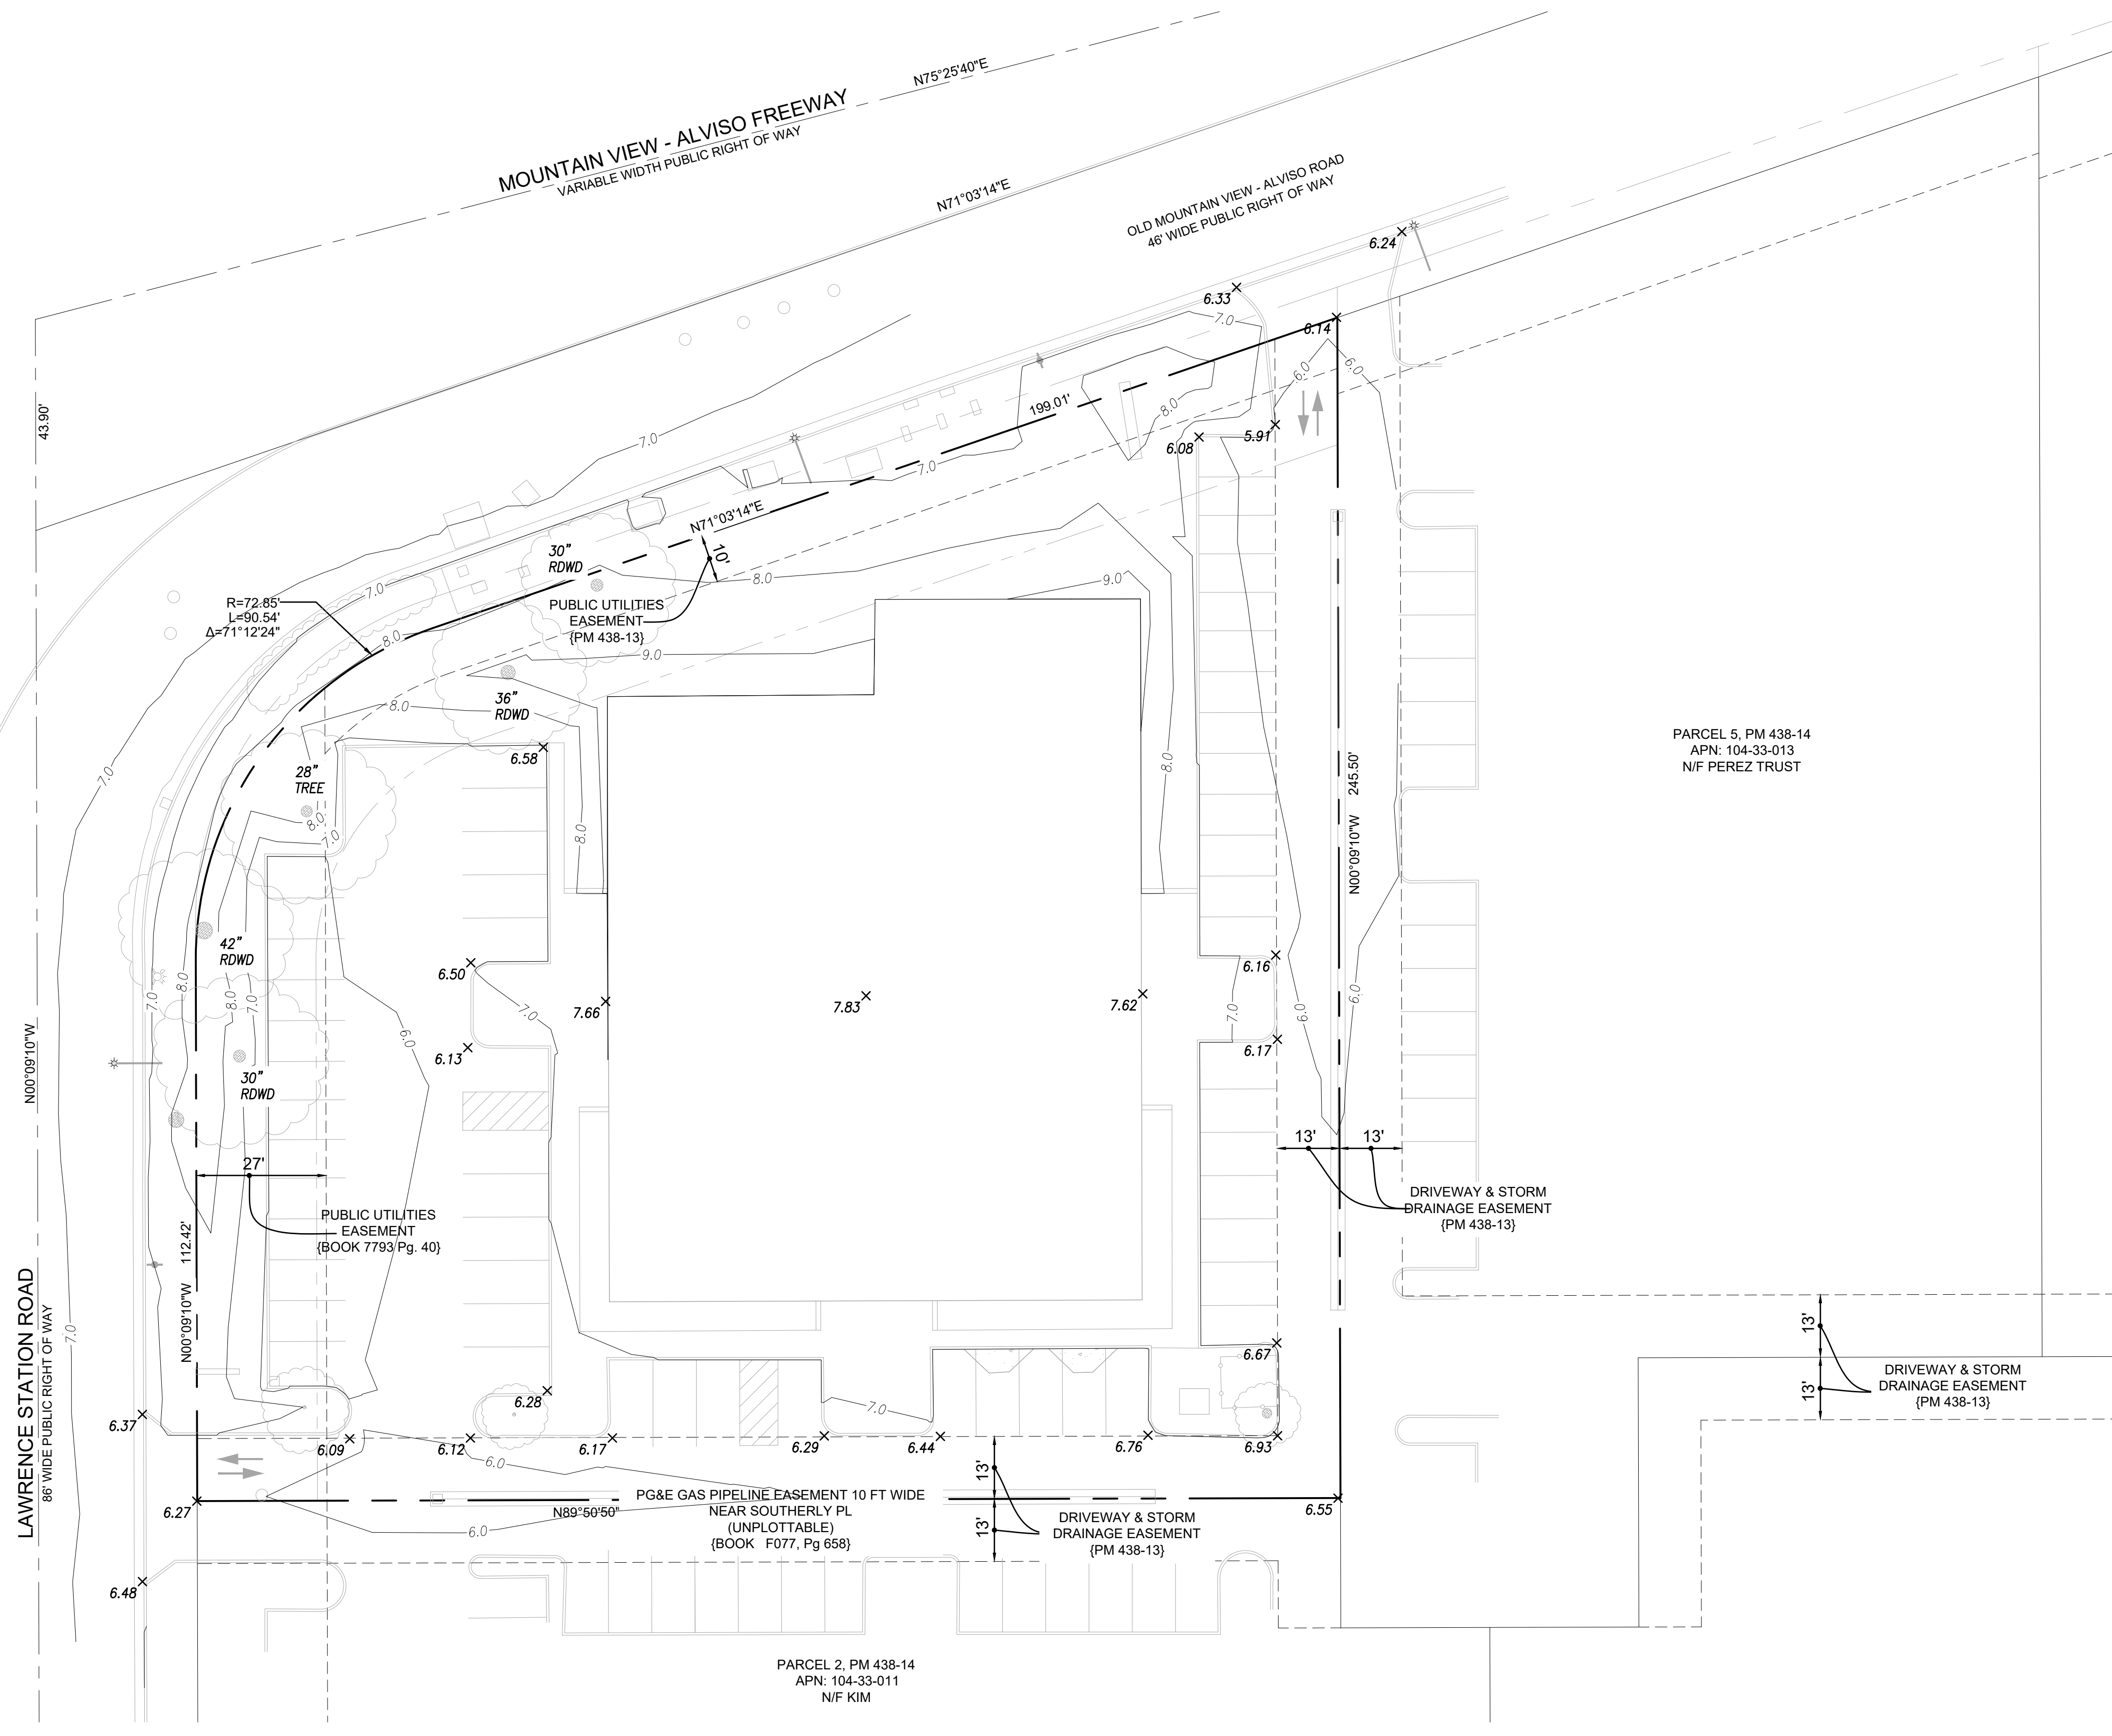 N75°25'40"E
MOUNTAIN VIEW - ALVISO FREEWAY
VARIABLE WIDTH PUBLIC RIGHT OF WAY
N71°03'14"E
OLD MOUNTAIN VIEW - ALVISO ROAD
46' WIDE PUBLIC RIGHT OF WAY
6.24
6.33
7.0
6.14
6.0
6.0
43.90'
199.01'
8.0
7.0
6.08
5.91
7.0
N71°03'14"E
10'
30"
RDWD
8.0
9.0
7.0
R=72.85'
L=90.54'
Δ=71°12'24"
PUBLIC UTILITIES
EASEMENT
{PM 438-13}
8.0
9.0
36"
RDWD
8.0
6.58
7.0
28"
TREE
8.0
7.0
8.0
8.0
N00°09'10"W 245.50'
PARCEL 5, PM 438-14
APN: 104-33-013
N/F PEREZ TRUST
42"
RDWD
6.50
6.16
8.0
7.0
8.0
7.0
7.0
7.66
7.83
7.62
7.0
6.0
6.0
6.0
6.13
6.17
N00°09'10"W
30"
RDWD
13'
13'
27'
DRIVEWAY & STORM
DRAINAGE EASEMENT
{PM 438-13}
PUBLIC UTILITIES
EASEMENT
{BOOK 7793 Pg. 40}
N00°09'10"W 112.42'
7.0
LAWRENCE STATION ROAD
86' WIDE PUBLIC RIGHT OF WAY
6.67
13'
13'
DRIVEWAY & STORM
DRAINAGE EASEMENT
{PM 438-13}
6.28
7.0
6.37
6.09
6.12
6.17
6.29
6.44
6.76
6.93
6.0
13'
13'
6.27
N89°50'50"
PG&E GAS PIPELINE EASEMENT 10 FT WIDE
NEAR SOUTHERLY PL
(UNPLOTTABLE)
{BOOK F077, Pg 658}
6.55
6.0
DRIVEWAY & STORM
DRAINAGE EASEMENT
{PM 438-13}
6.48
PARCEL 2, PM 438-14
APN: 104-33-011
N/F KIM